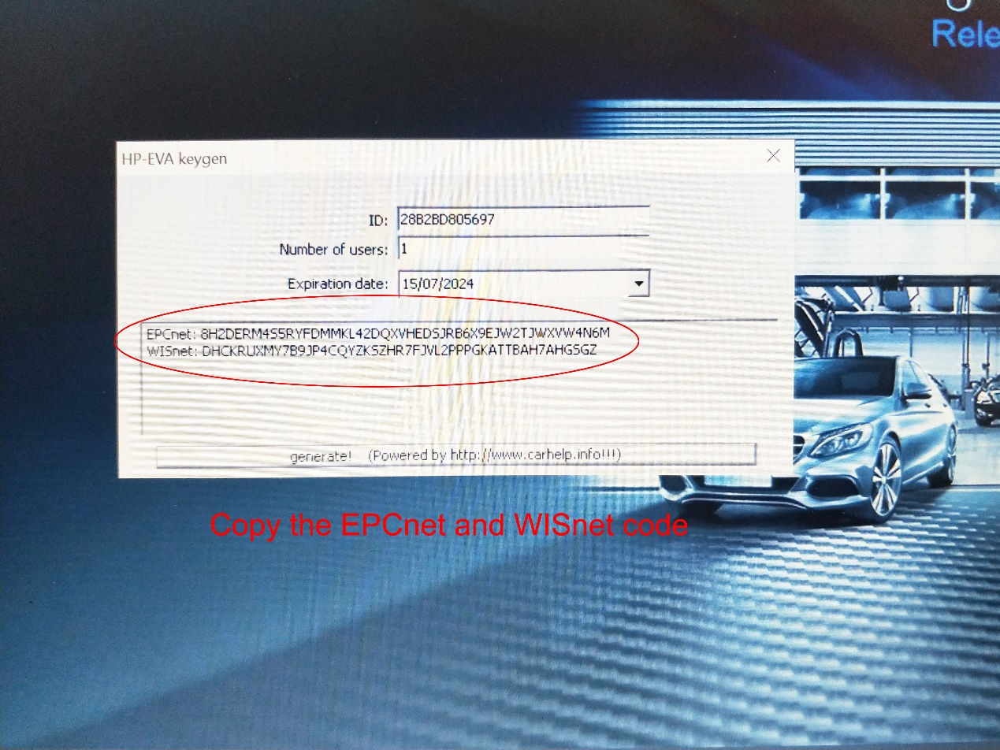 Rele
HP-EVA keygen
ID: 28B2BD805697
Number of users: 1
Expiration date: 15/07/2024
EPCnet: 8H2DERM4S5RYFDMMKL42DQXVHEDSJRB6X9EJW2TJWXVW4N6M
WISnet: DHCKRUXMY7B9JP4CQYZKSZHR7FJVL2PPPGKATTBAH7AHGSGZ
generate! (Powered by http://www.carhelp.info!!!)
Copy the EPCnet and WISnet code